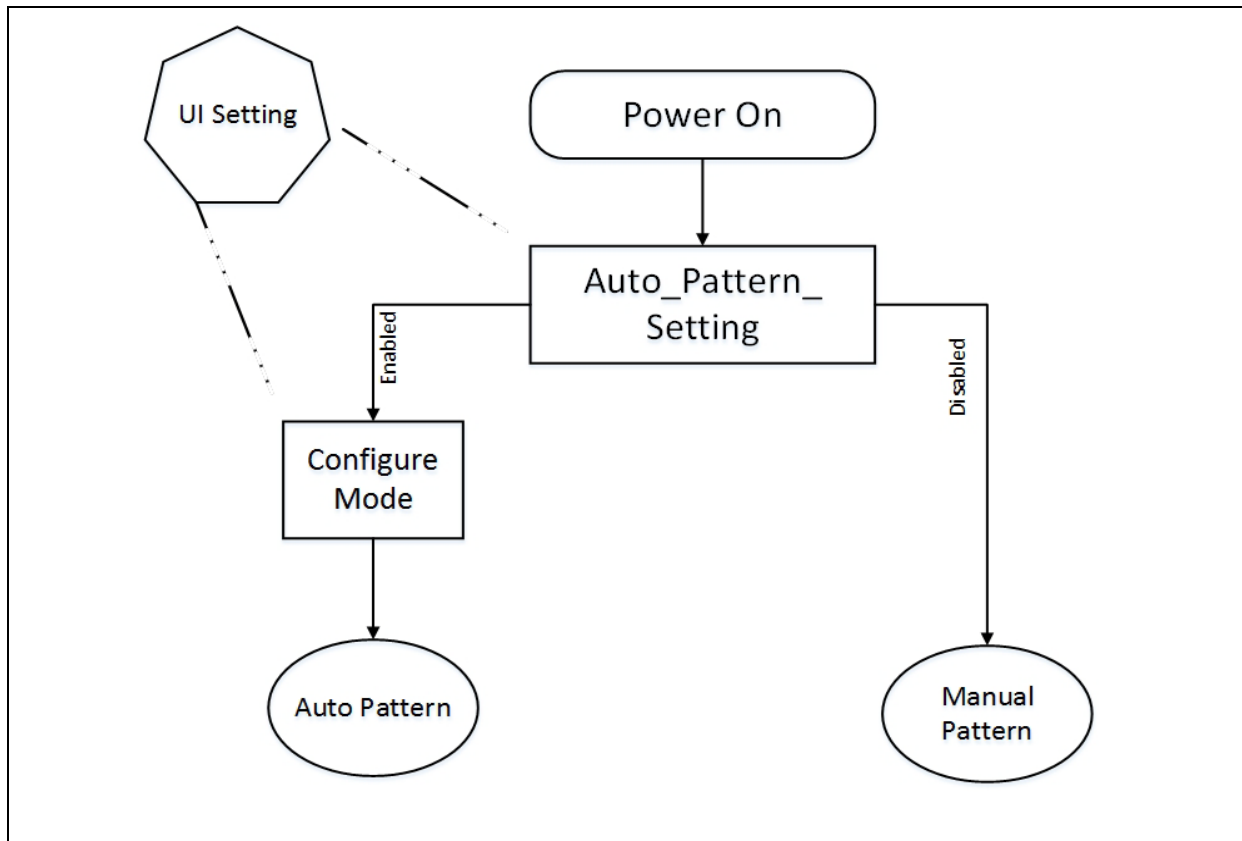 UI Setting
Power On
Auto_Pattern_
Setting
Enabled
Disabled
Configure
Mode
Auto Pattern
Manual
Pattern